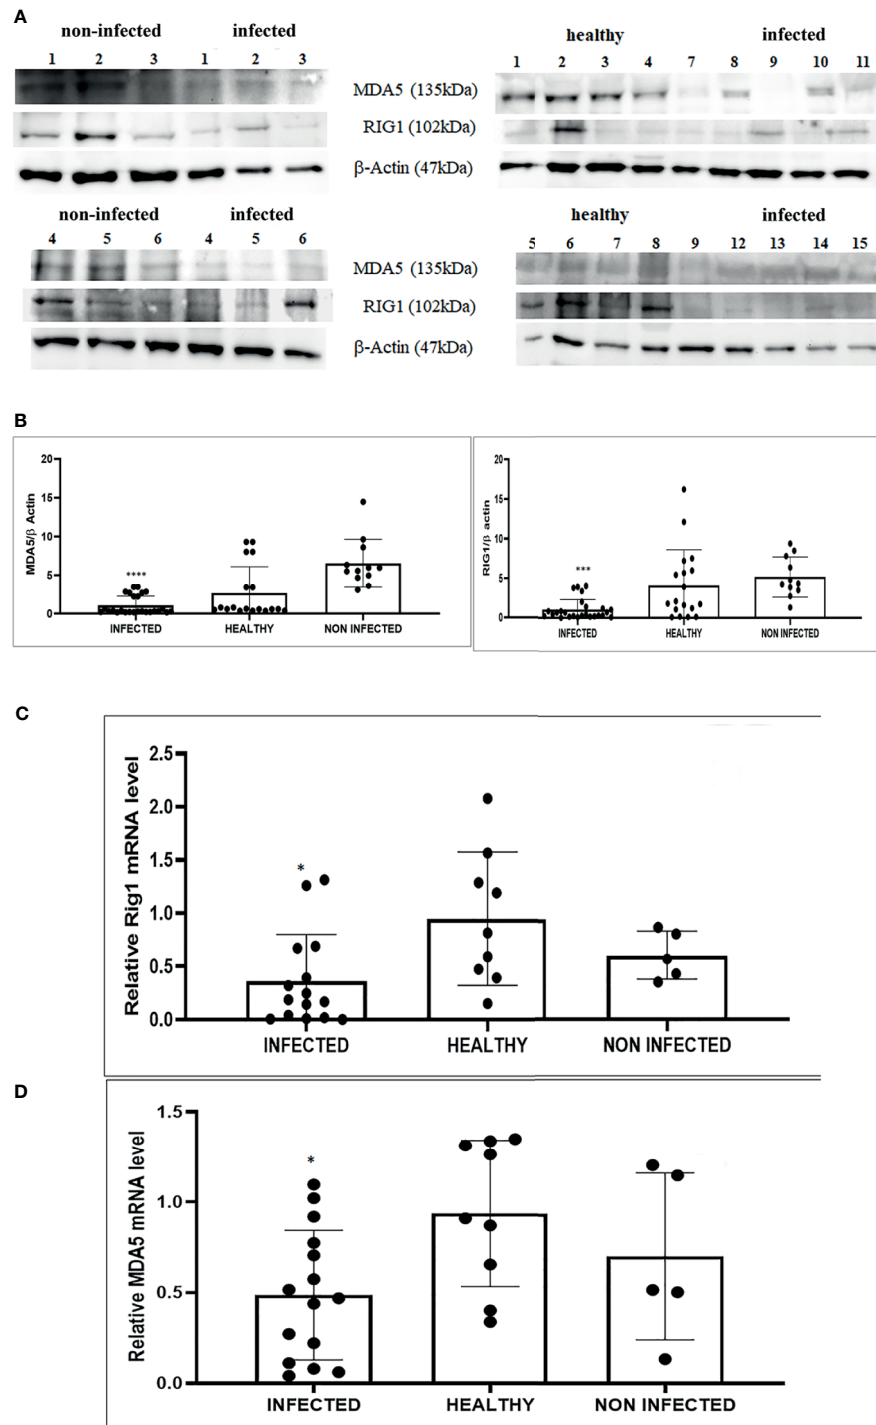 A
non-infected infected
1 2 3 1 2 3
healthy infected
1 2 3 4 7 8 9 10 11
MDA5 (135kDa)
RIG1 (102kDa)
β-Actin (47kDa)
non-infected infected
4 5 6 4 5 6
healthy infected
5 6 7 8 9 12 13 14 15
MDA5 (135kDa)
RIG1 (102kDa)
β-Actin (47kDa)
B
MDA5/β Actin
20
15
10
5
0
****
INFECTED HEALTHY NON INFECTED
RIG1/β actin
20
15
10
5
0
***
INFECTED HEALTHY NON INFECTED
C
Relative Rig1 mRNA level
2.5
2.0
1.5
1.0
0.5
0.0
*
INFECTED HEALTHY NON INFECTED
D
Relative MDA5 mRNA level
1.5
1.0
0.5
0.0
*
INFECTED HEALTHY NON INFECTED